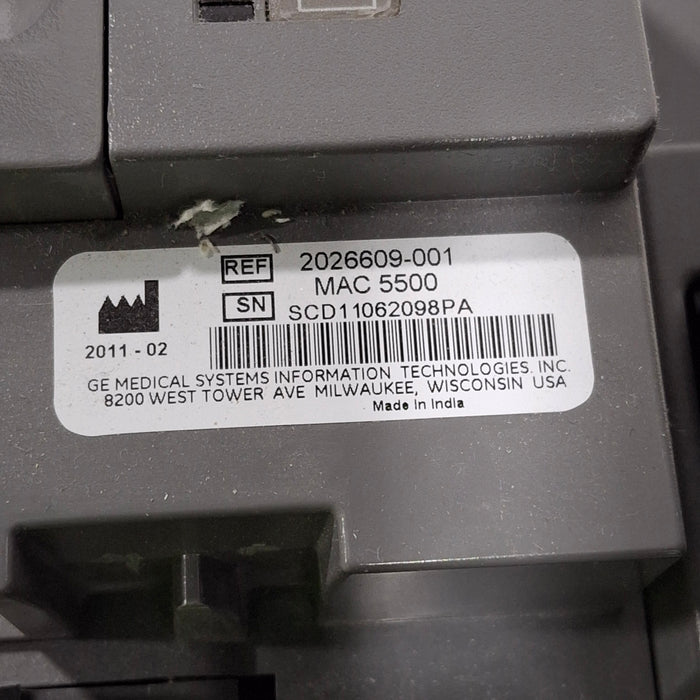 REF 2026609-001
MAC 5500
SN SCD11062098PA
2011 - 02
GE MEDICAL SYSTEMS INFORMATION TECHNOLOGIES. INC.
8200 WEST TOWER AVE MILWAUKEE, WISCONSIN USA
Made In India